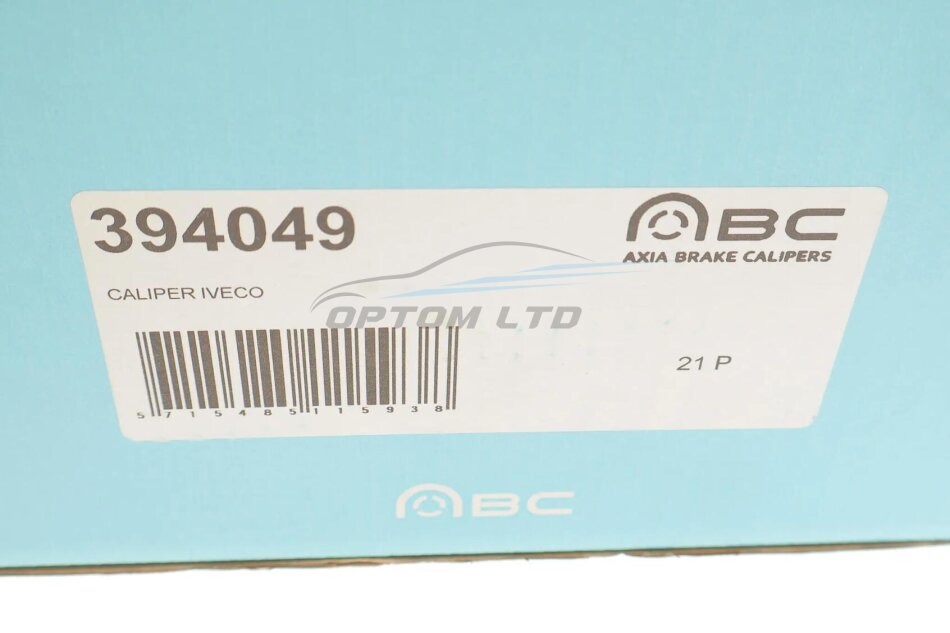 394049
ABC
AXIA BRAKE CALIPERS
CALIPER IVECO
OPTOM LTD
21 P
5715485115938
ABC